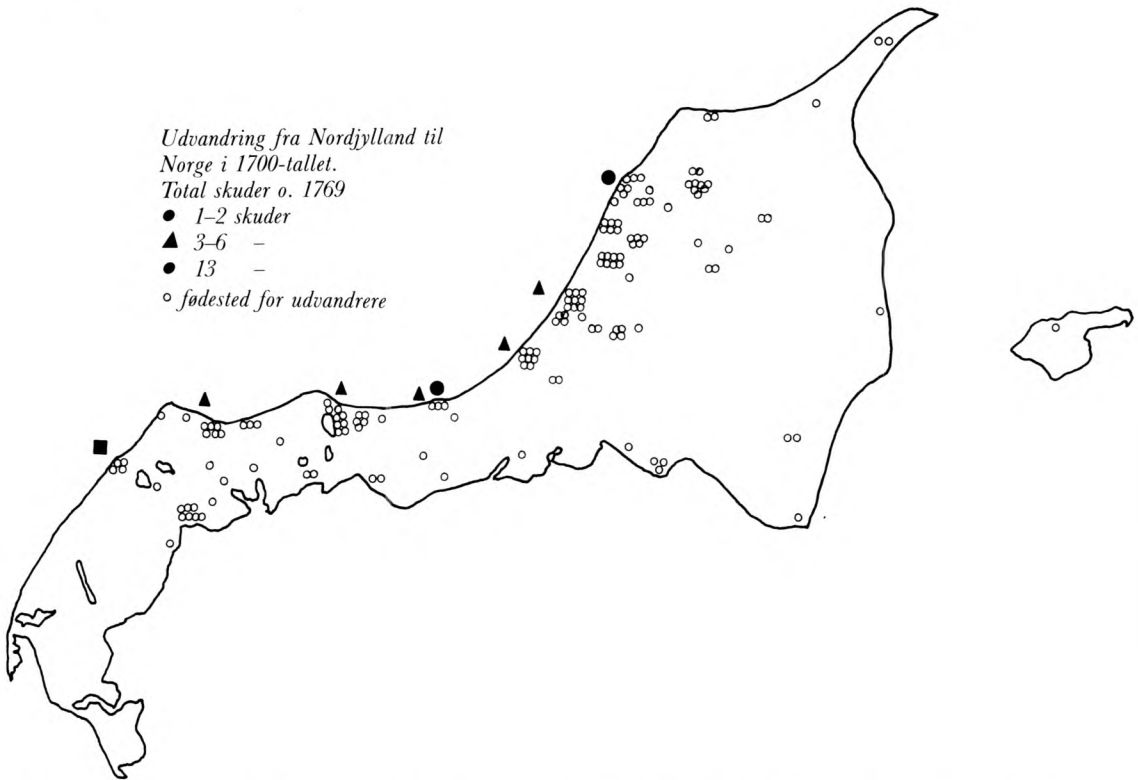 Udvandring fra Nordjylland til
Norge i 1700-tallet.
Total skuder o. 1769
● 1–2 skuder
▲ 3–6 –
● 13 –
○ fødested for udvandrere